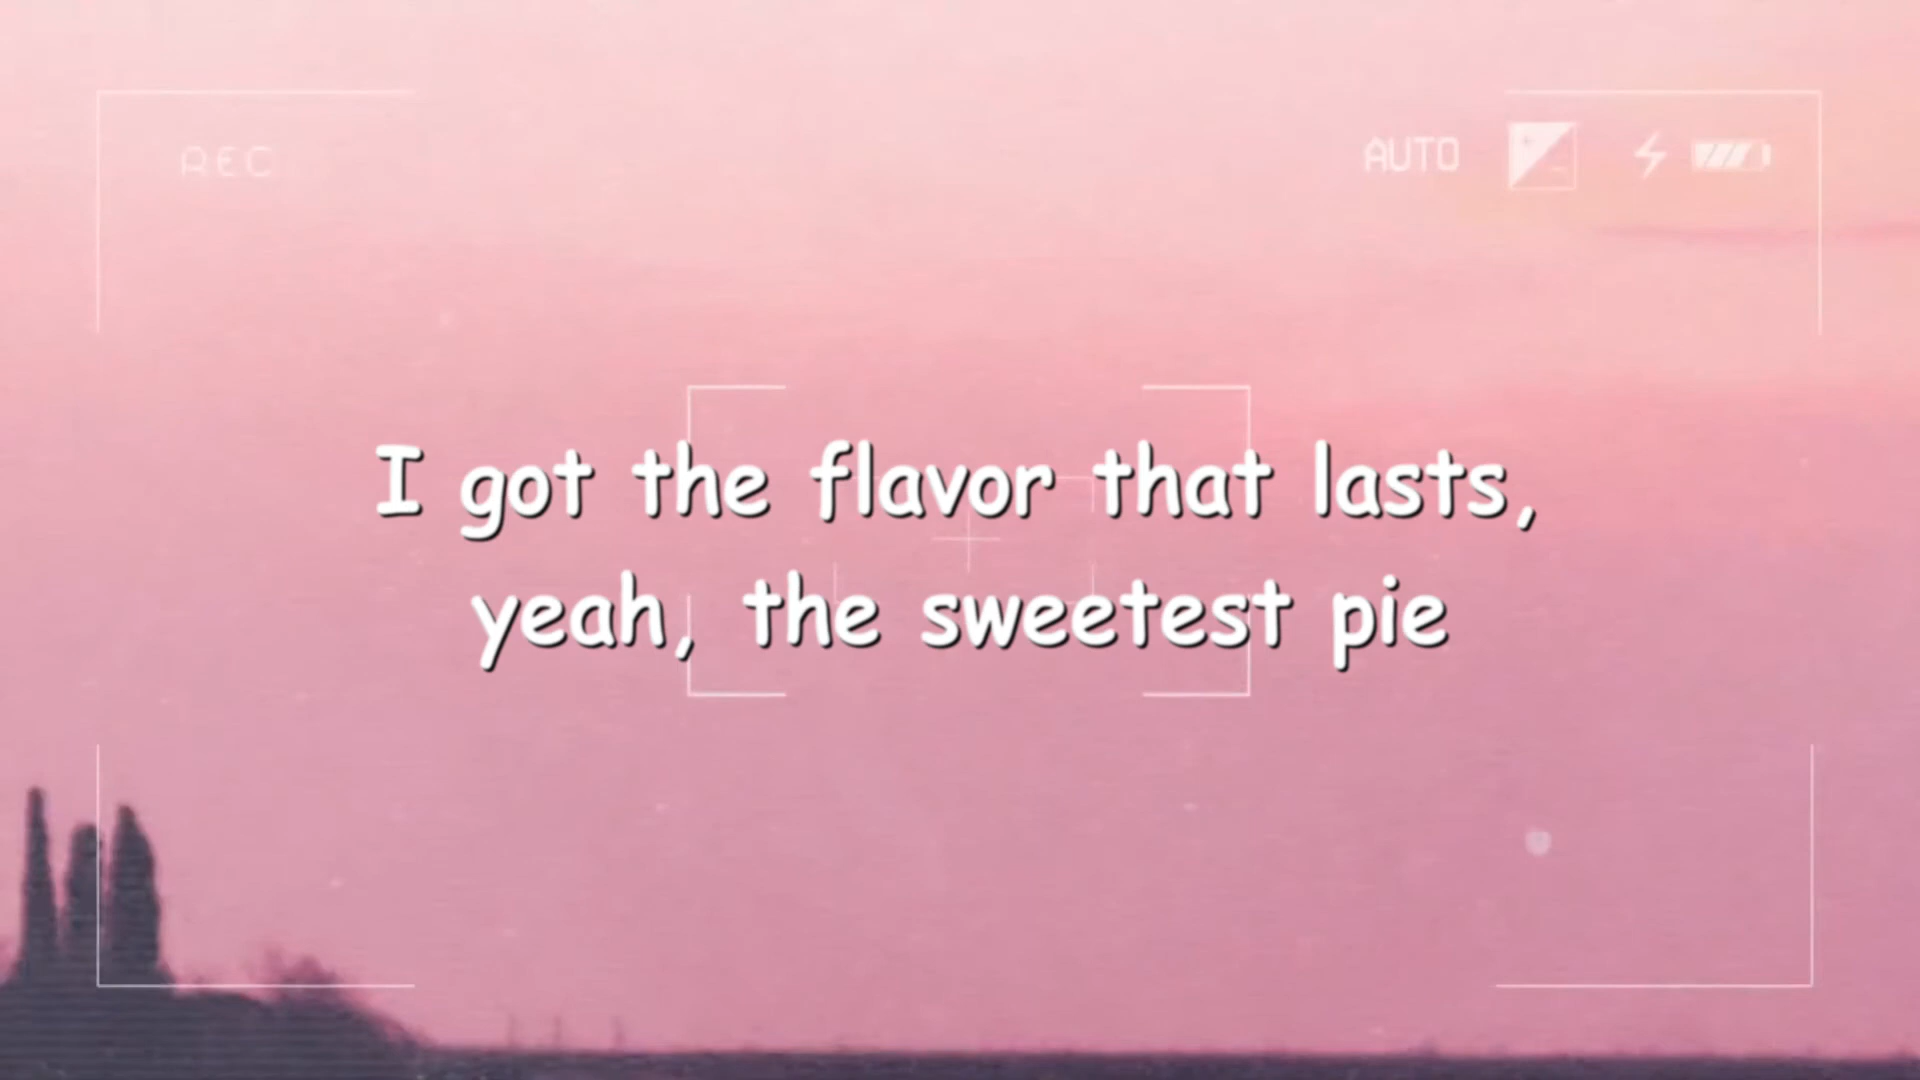 REC
AUTO
I got the flavor that lasts,
yeah, the sweetest pie